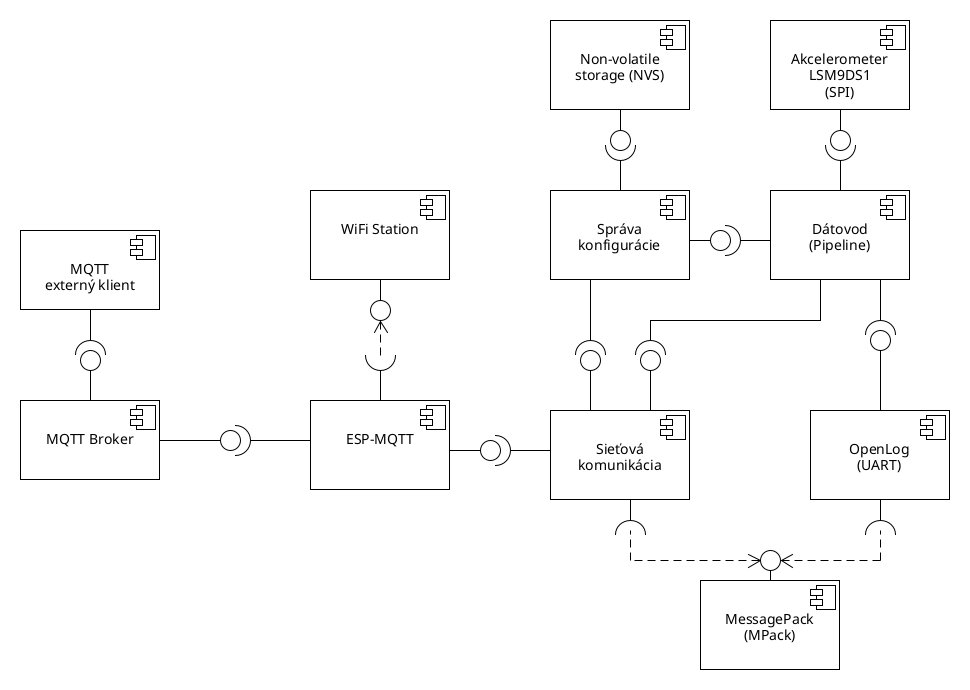 Non-volatile
storage (NVS)
Akcelerometer
LSM9DS1
(SPI)
WiFi Station
Správa
konfigurácie
Dátovod
(Pipeline)
MQTT
externý klient
MQTT Broker
ESP-MQTT
Sieťová
komunikácia
OpenLog
(UART)
MessagePack
(MPack)